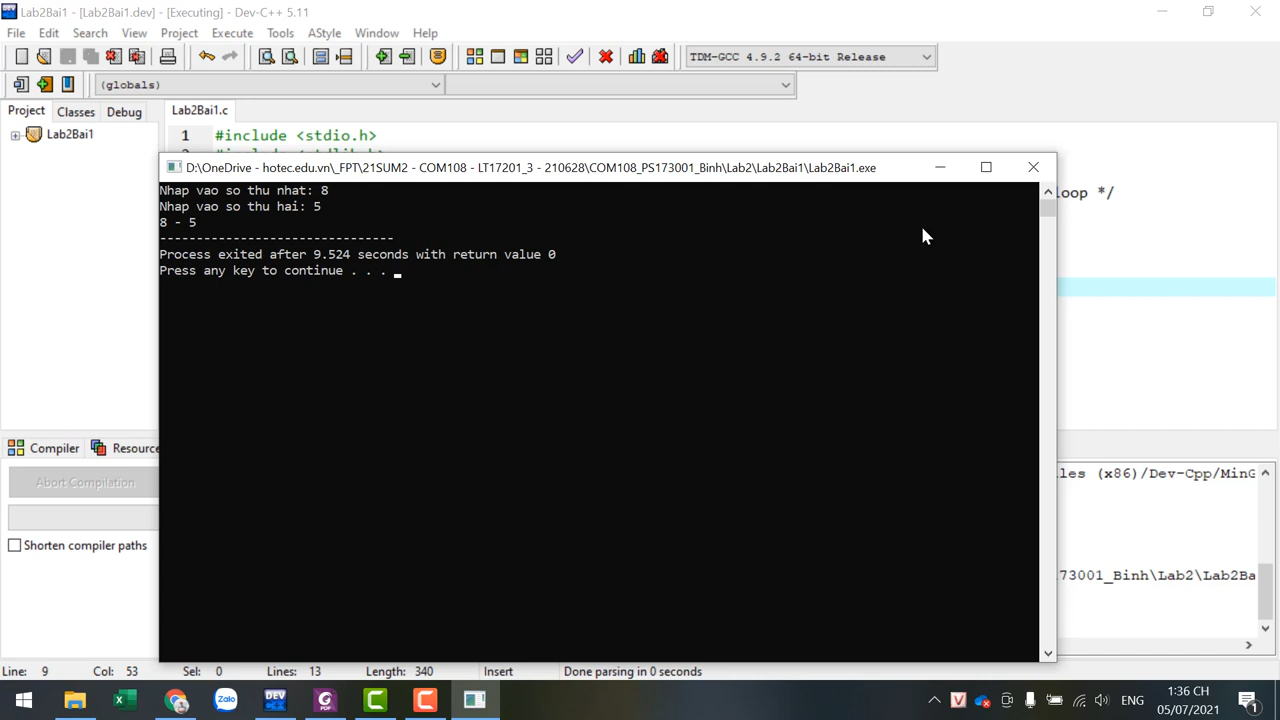 Lab2Bai1 - [Lab2Bai1.dev] - [Executing] - Dev-C++ 5.11
File Edit Search View Project Execute Tools AStyle Window Help
TDM-GCC 4.9.2 64-bit Release
(globals)
Project Classes Debug Lab2Bai1.c
Lab2Bai1
1 #include <stdio.h>
D:\OneDrive - hotec.edu.vn\_FPT\21SUM2 - COM108 - LT17201_3 - 210628\COM108_PS173001_Binh\Lab2\Lab2Bai1\Lab2Bai1.exe
Nhap vao so thu nhat: 8
loop */
Nhap vao so thu hai: 5
8 - 5
--------------------------------
Process exited after 9.524 seconds with return value 0
Press any key to continue . . .
Compiler Resource
les (x86)/Dev-Cpp/MinG
Abort Compilation
Shorten compiler paths
73001_Binh\Lab2\Lab2Ba
Line: 9 Col: 53 Sel: 0 Lines: 13 Length: 340 Insert Done parsing in 0 seconds
DEV
Zalo
PDF
ENG
1:36 CH
05/07/2021
1